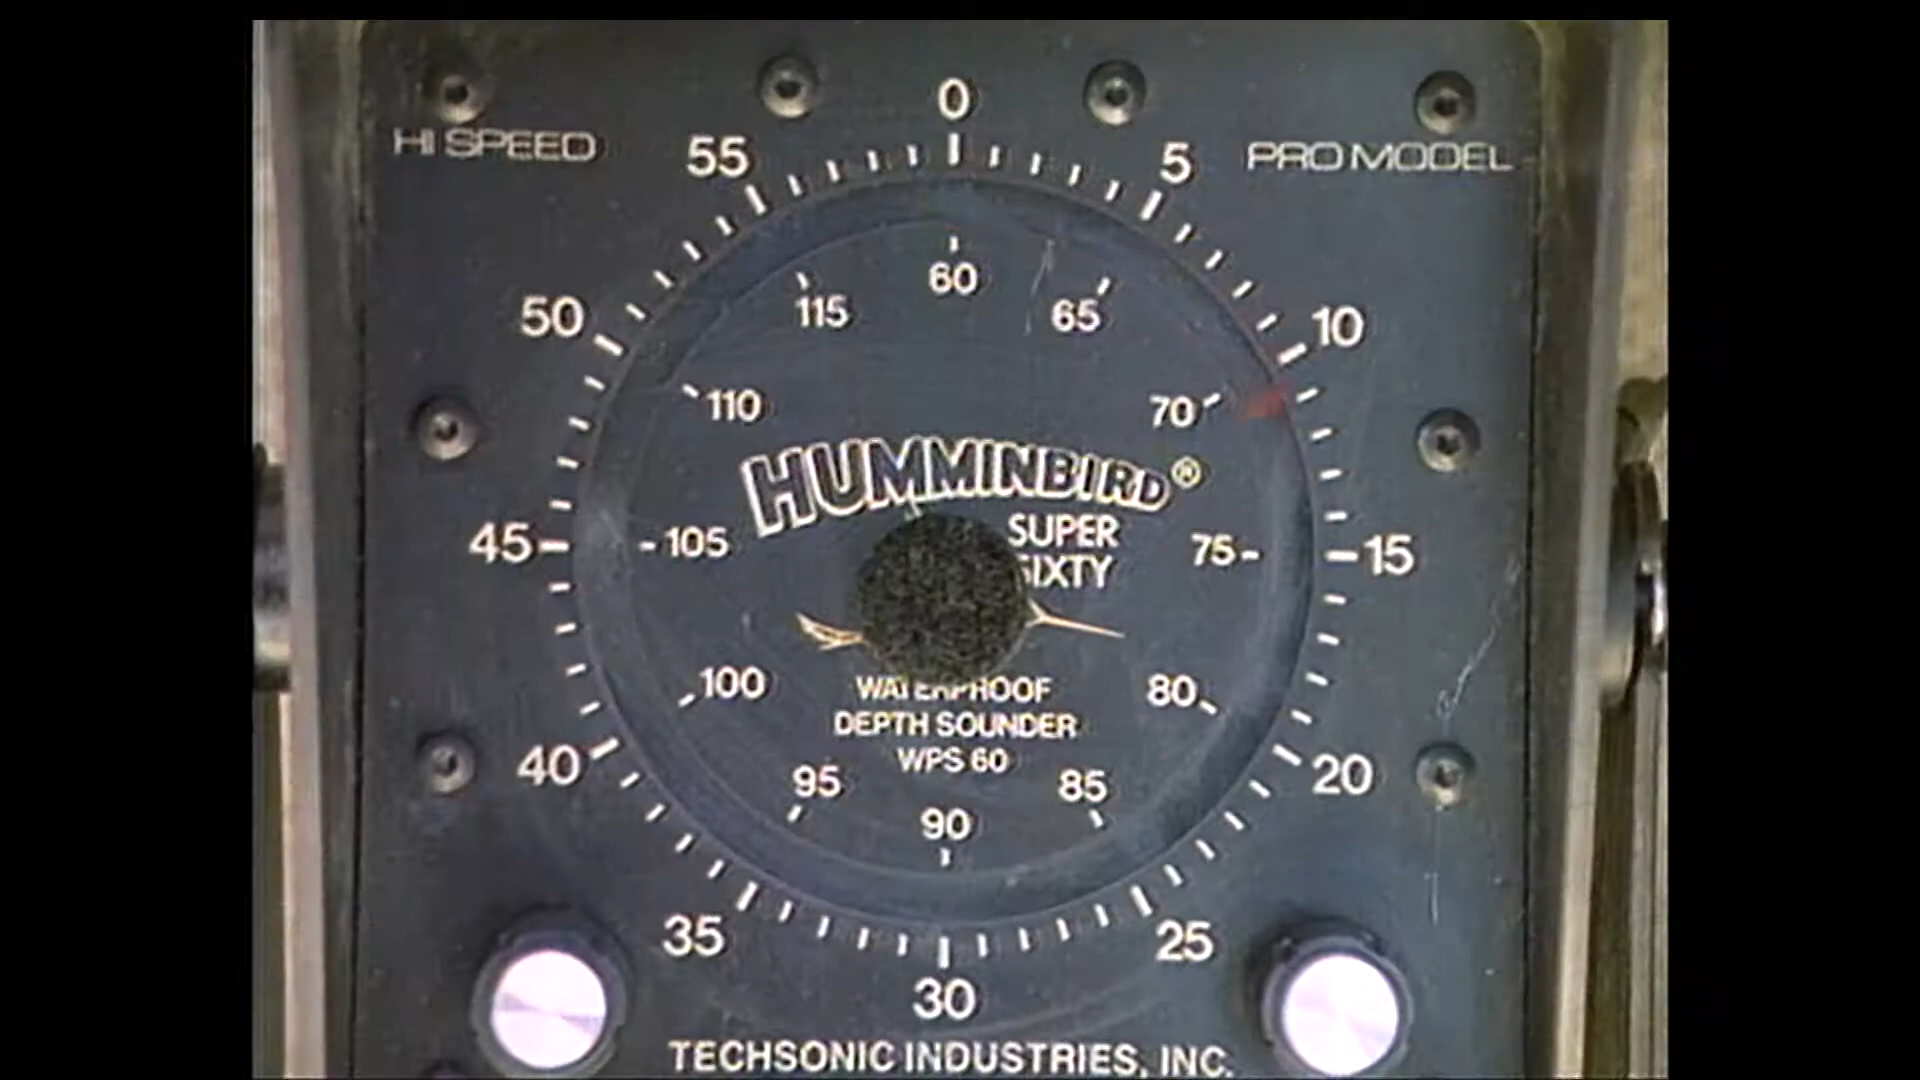 0
55
5
HI SPEED
PRO MODEL
60
115
65
50
10
110
70
HUMMINBIRD®
SUPER
SIXTY
45
105
75
15
100
80
WATERPROOF
DEPTH SOUNDER
WPS 60
40
20
95
85
90
35
25
30
TECHSONIC INDUSTRIES, INC.